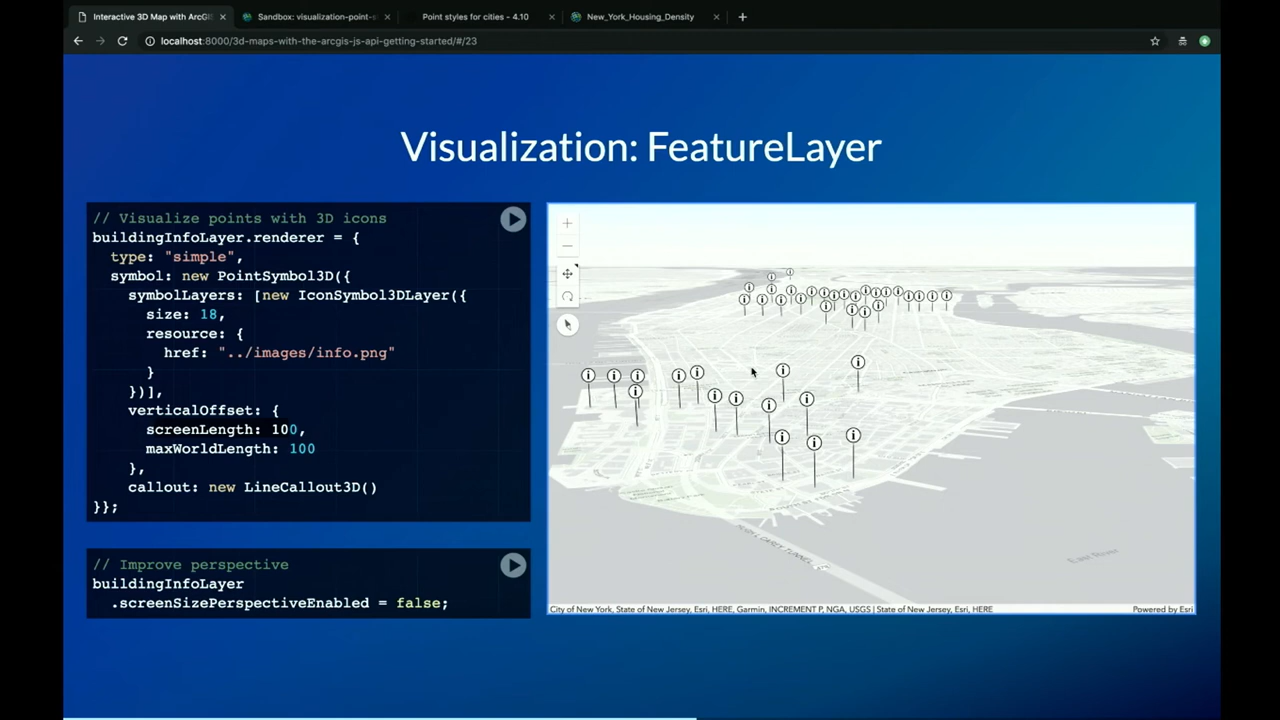 Interactive 3D Map with ArcGIS
Sandbox: visualization-point-s
Point styles for cities - 4.10
New_York_Housing_Density
localhost:8000/3d-maps-with-the-arcgis-js-api-getting-started/#/23
Visualization: FeatureLayer
// Visualize points with 3D icons
buildingInfoLayer.renderer = {
type: "simple",
symbol: new PointSymbol3D({
symbolLayers: [new IconSymbol3DLayer({
size: 18,
resource: {
href: "../images/info.png"
}
})],
verticalOffset: {
screenLength: 100,
maxWorldLength: 100
},
callout: new LineCallout3D()
}};
// Improve perspective
buildingInfoLayer
.screenSizePerspectiveEnabled = false;
East River
City of New York, State of New Jersey, Esri, HERE, Garmin, INCREMENT P, NGA, USGS | State of New Jersey, Esri, HERE
Powered by Esri